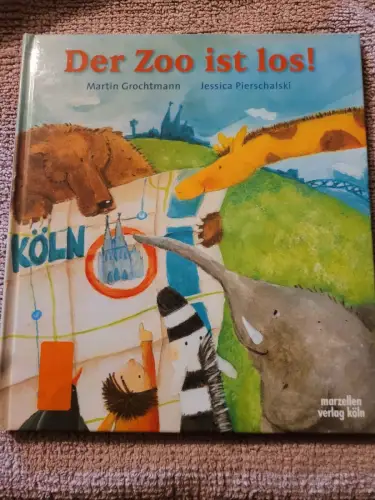 Der Zoo ist los!
Martin Grochtmann Jessica Pierschalski
KÖLN
marzellen
verlag köln